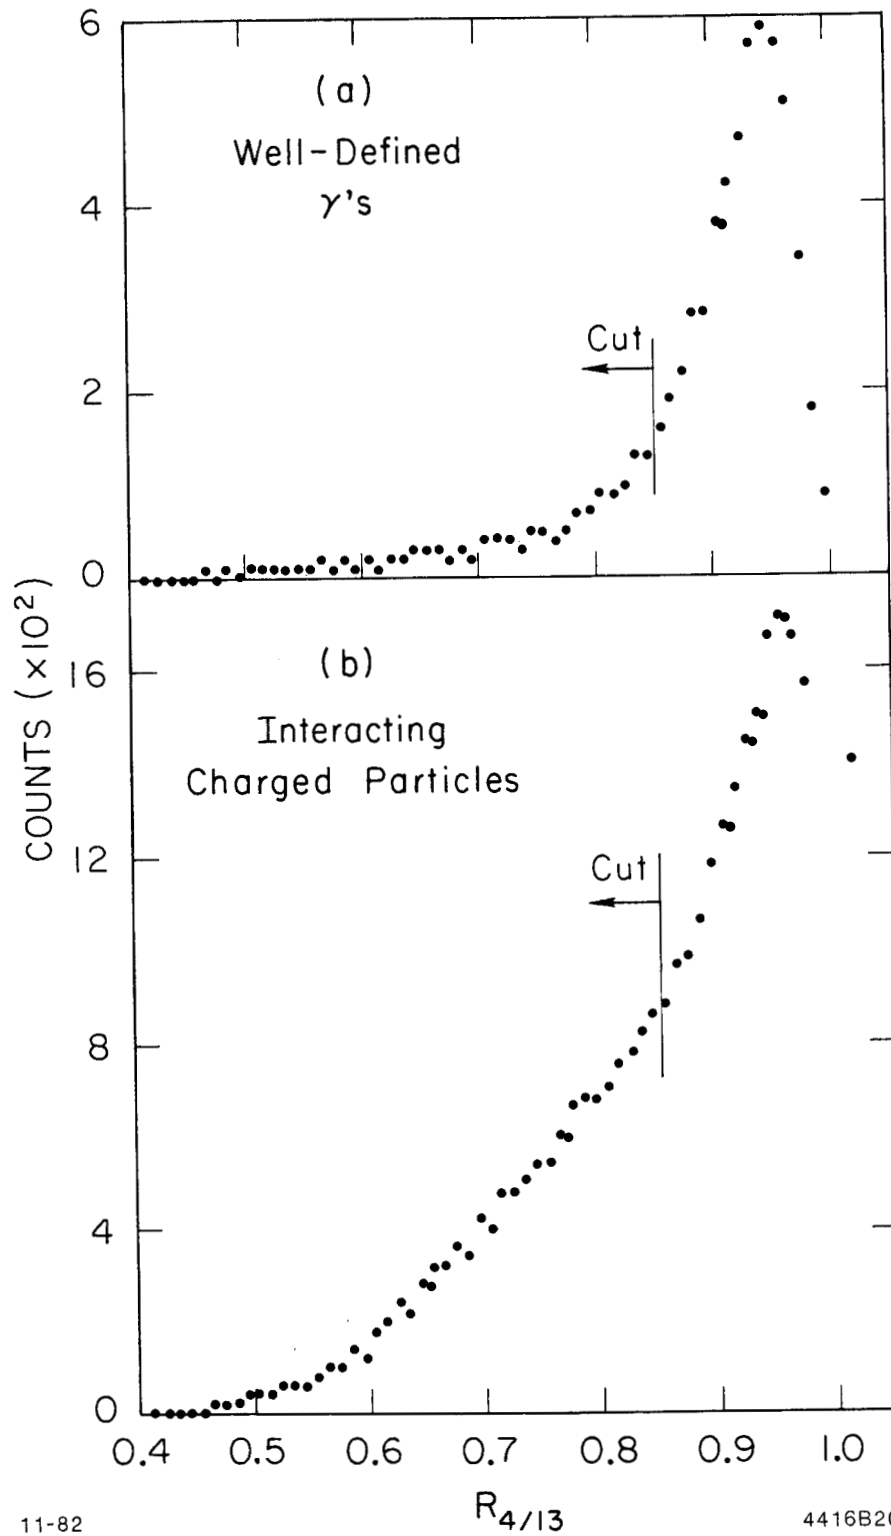 6
(a)
Well-Defined
γ's
4
Cut
2
0
COUNTS (×10²)
(b)
16
Interacting
Charged Particles
12
Cut
8
4
0
0.4 0.5 0.6 0.7 0.8 0.9 1.0
R₄/₁₃
11-82
4416B20